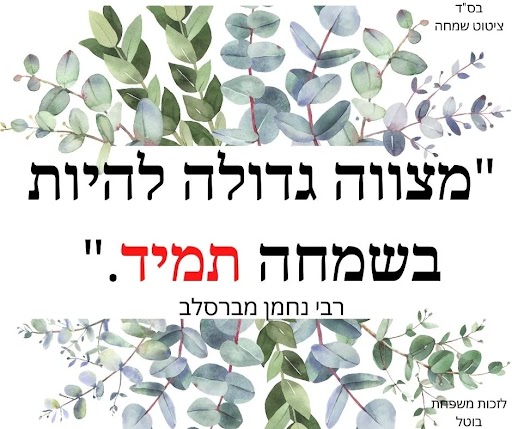 בס"ד
ציטוט שמחה
"מצווה גדולה להיות
בשמחה תמיד."
רבי נחמן מברסלב
לזכות משפחת
בוטל